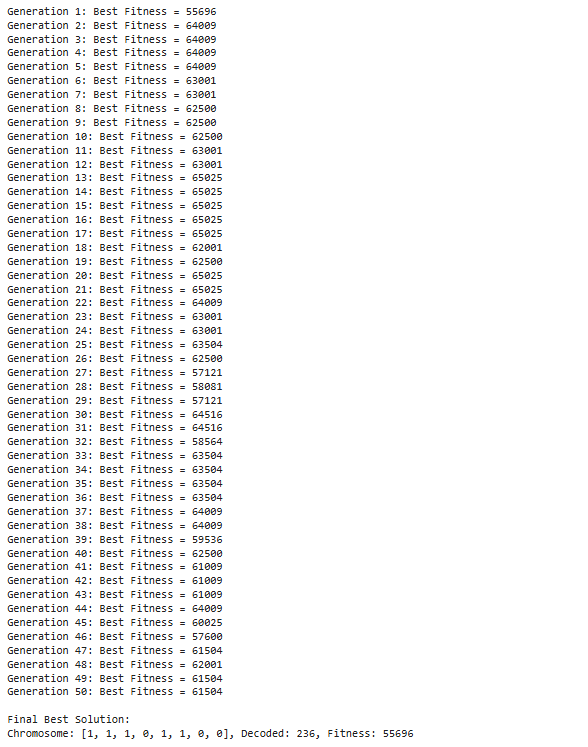 Generation 1: Best Fitness = 55696
Generation 2: Best Fitness = 64009
Generation 3: Best Fitness = 64009
Generation 4: Best Fitness = 64009
Generation 5: Best Fitness = 64009
Generation 6: Best Fitness = 63001
Generation 7: Best Fitness = 63001
Generation 8: Best Fitness = 62500
Generation 9: Best Fitness = 62500
Generation 10: Best Fitness = 62500
Generation 11: Best Fitness = 63001
Generation 12: Best Fitness = 63001
Generation 13: Best Fitness = 65025
Generation 14: Best Fitness = 65025
Generation 15: Best Fitness = 65025
Generation 16: Best Fitness = 65025
Generation 17: Best Fitness = 65025
Generation 18: Best Fitness = 62001
Generation 19: Best Fitness = 62500
Generation 20: Best Fitness = 65025
Generation 21: Best Fitness = 65025
Generation 22: Best Fitness = 64009
Generation 23: Best Fitness = 63001
Generation 24: Best Fitness = 63001
Generation 25: Best Fitness = 63504
Generation 26: Best Fitness = 62500
Generation 27: Best Fitness = 57121
Generation 28: Best Fitness = 58081
Generation 29: Best Fitness = 57121
Generation 30: Best Fitness = 64516
Generation 31: Best Fitness = 64516
Generation 32: Best Fitness = 58564
Generation 33: Best Fitness = 63504
Generation 34: Best Fitness = 63504
Generation 35: Best Fitness = 63504
Generation 36: Best Fitness = 63504
Generation 37: Best Fitness = 64009
Generation 38: Best Fitness = 64009
Generation 39: Best Fitness = 59536
Generation 40: Best Fitness = 62500
Generation 41: Best Fitness = 61009
Generation 42: Best Fitness = 61009
Generation 43: Best Fitness = 61009
Generation 44: Best Fitness = 64009
Generation 45: Best Fitness = 60025
Generation 46: Best Fitness = 57600
Generation 47: Best Fitness = 61504
Generation 48: Best Fitness = 62001
Generation 49: Best Fitness = 61504
Generation 50: Best Fitness = 61504
Final Best Solution:
Chromosome: [1, 1, 1, 0, 1, 1, 0, 0], Decoded: 236, Fitness: 55696